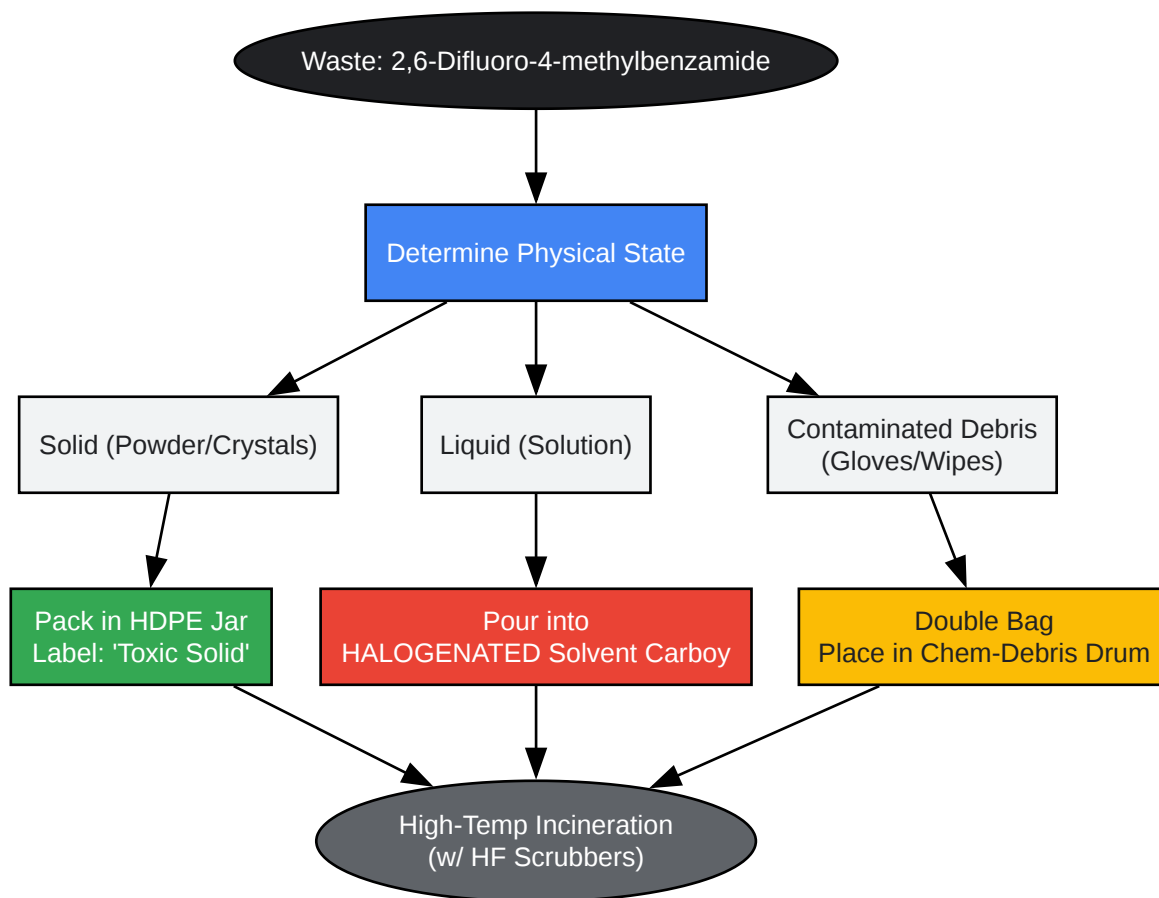 Waste: 2,6-Difluoro-4-methylbenzamide
Determine Physical State
Solid (Powder/Crystals)
Liquid (Solution)
Contaminated Debris
(Gloves/Wipes)
Pack in HDPE Jar
Label: 'Toxic Solid'
Pour into
HALOGENATED Solvent Carboy
Double Bag
Place in Chem-Debris Drum
High-Temp Incineration
(w/ HF Scrubbers)